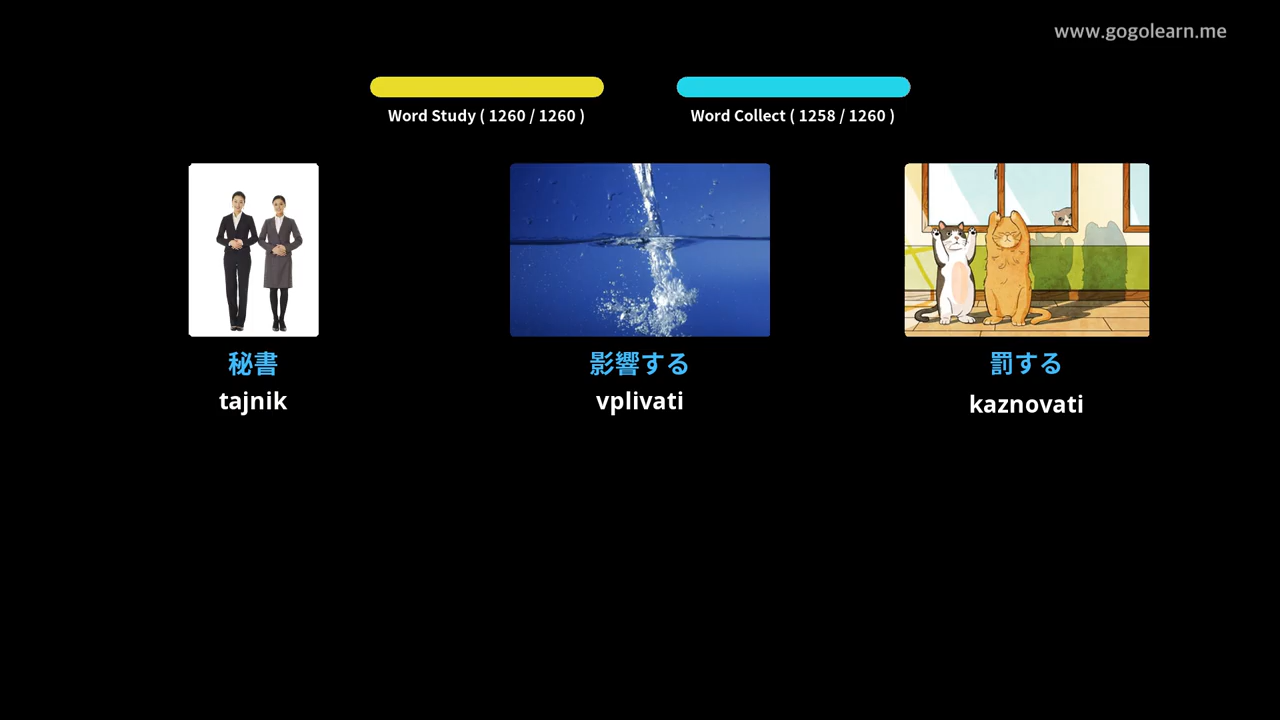 www.gogolearn.me
Word Study ( 1260 / 1260 )
Word Collect ( 1258 / 1260 )
秘書
影響する
罰する
tajnik
vplivati
kaznovati